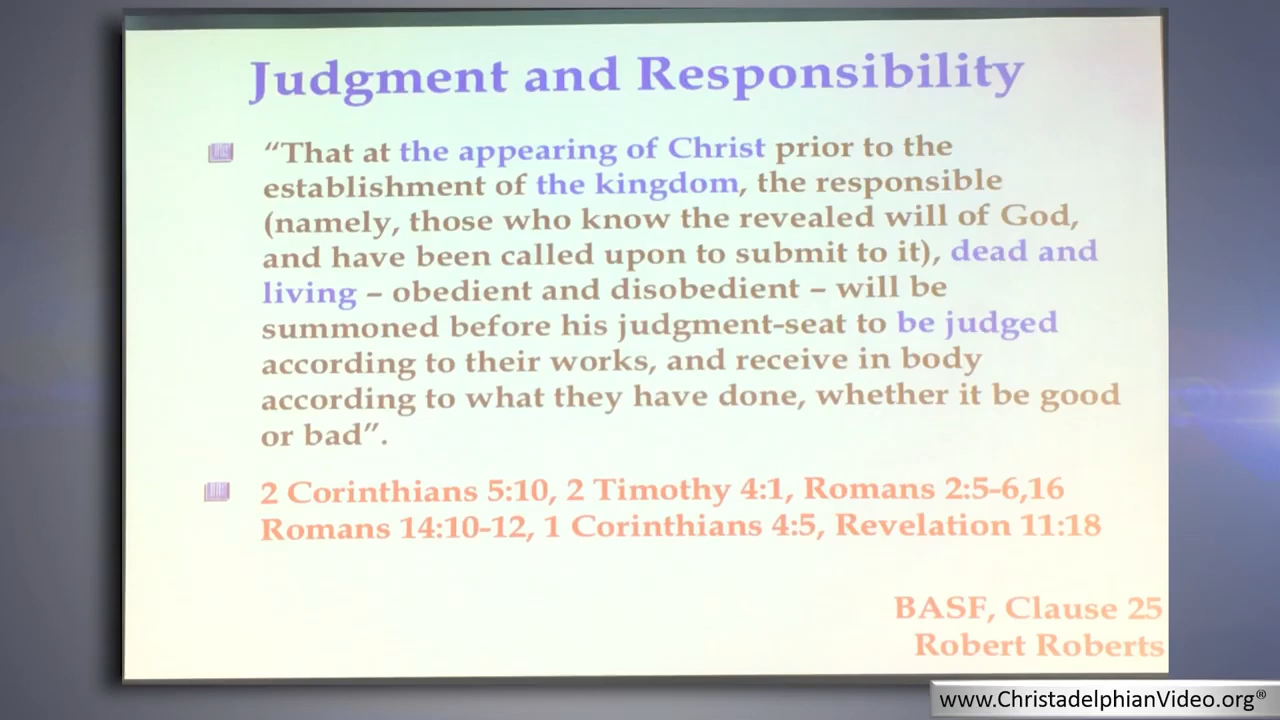 Judgment and Responsibility
“That at the appearing of Christ prior to the
establishment of the kingdom, the responsible
(namely, those who know the revealed will of God,
and have been called upon to submit to it), dead and
living – obedient and disobedient – will be
summoned before his judgment-seat to be judged
according to their works, and receive in body
according to what they have done, whether it be good
or bad”.
2 Corinthians 5:10, 2 Timothy 4:1, Romans 2:5-6,16
Romans 14:10-12, 1 Corinthians 4:5, Revelation 11:18
BASF, Clause 25
Robert Roberts
www.ChristadelphianVideo.org®